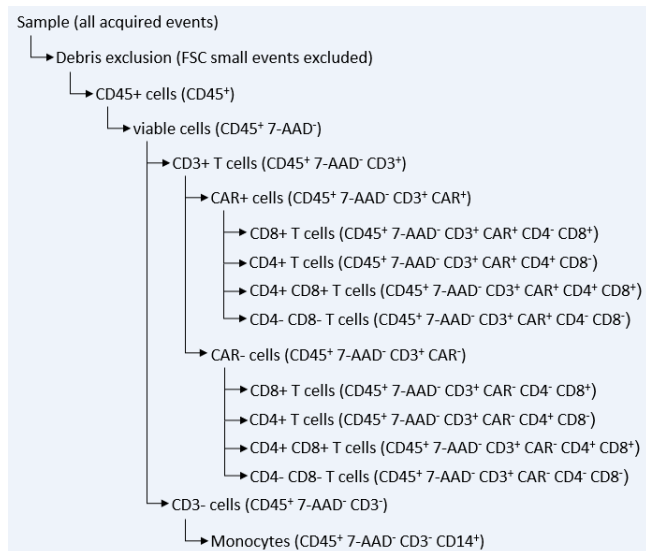 Sample (all acquired events)
Debris exclusion (FSC small events excluded)
CD45+ cells (CD45⁺)
viable cells (CD45⁺ 7-AAD⁻)
CD3+ T cells (CD45⁺ 7-AAD⁻ CD3⁺)
CAR+ cells (CD45⁺ 7-AAD⁻ CD3⁺ CAR⁺)
CD8+ T cells (CD45⁺ 7-AAD⁻ CD3⁺ CAR⁺ CD4⁻ CD8⁺)
CD4+ T cells (CD45⁺ 7-AAD⁻ CD3⁺ CAR⁺ CD4⁺ CD8⁻)
CD4+ CD8+ T cells (CD45⁺ 7-AAD⁻ CD3⁺ CAR⁺ CD4⁺ CD8⁺)
CD4- CD8- T cells (CD45⁺ 7-AAD⁻ CD3⁺ CAR⁺ CD4⁻ CD8⁻)
CAR- cells (CD45⁺ 7-AAD⁻ CD3⁺ CAR⁻)
CD8+ T cells (CD45⁺ 7-AAD⁻ CD3⁺ CAR⁻ CD4⁻ CD8⁺)
CD4+ T cells (CD45⁺ 7-AAD⁻ CD3⁺ CAR⁻ CD4⁺ CD8⁻)
CD4+ CD8+ T cells (CD45⁺ 7-AAD⁻ CD3⁺ CAR⁻ CD4⁺ CD8⁺)
CD4- CD8- T cells (CD45⁺ 7-AAD⁻ CD3⁺ CAR⁻ CD4⁻ CD8⁻)
CD3- cells (CD45⁺ 7-AAD⁻ CD3⁻)
Monocytes (CD45⁺ 7-AAD⁻ CD3⁻ CD14⁺)